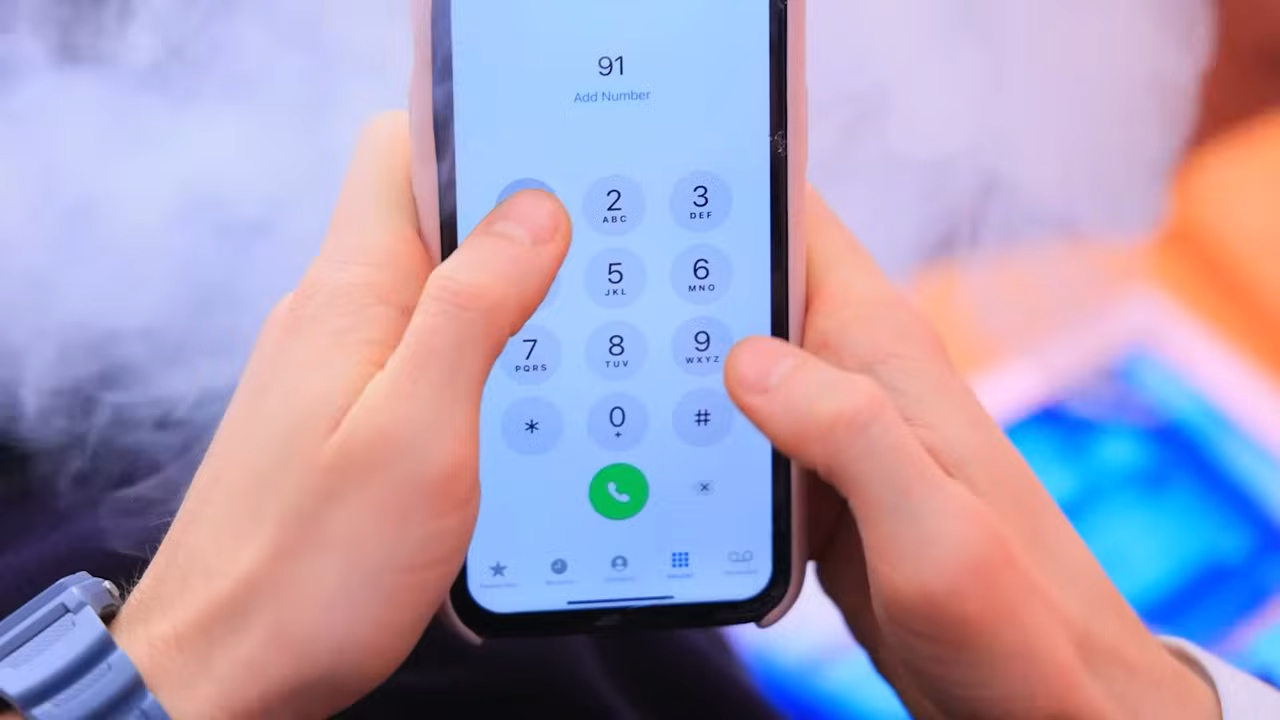 91
Add Number
2 3
ABC DEF
5 6
JKL MNO
7 8 9
PQRS TUV WXYZ
* 0 #
+